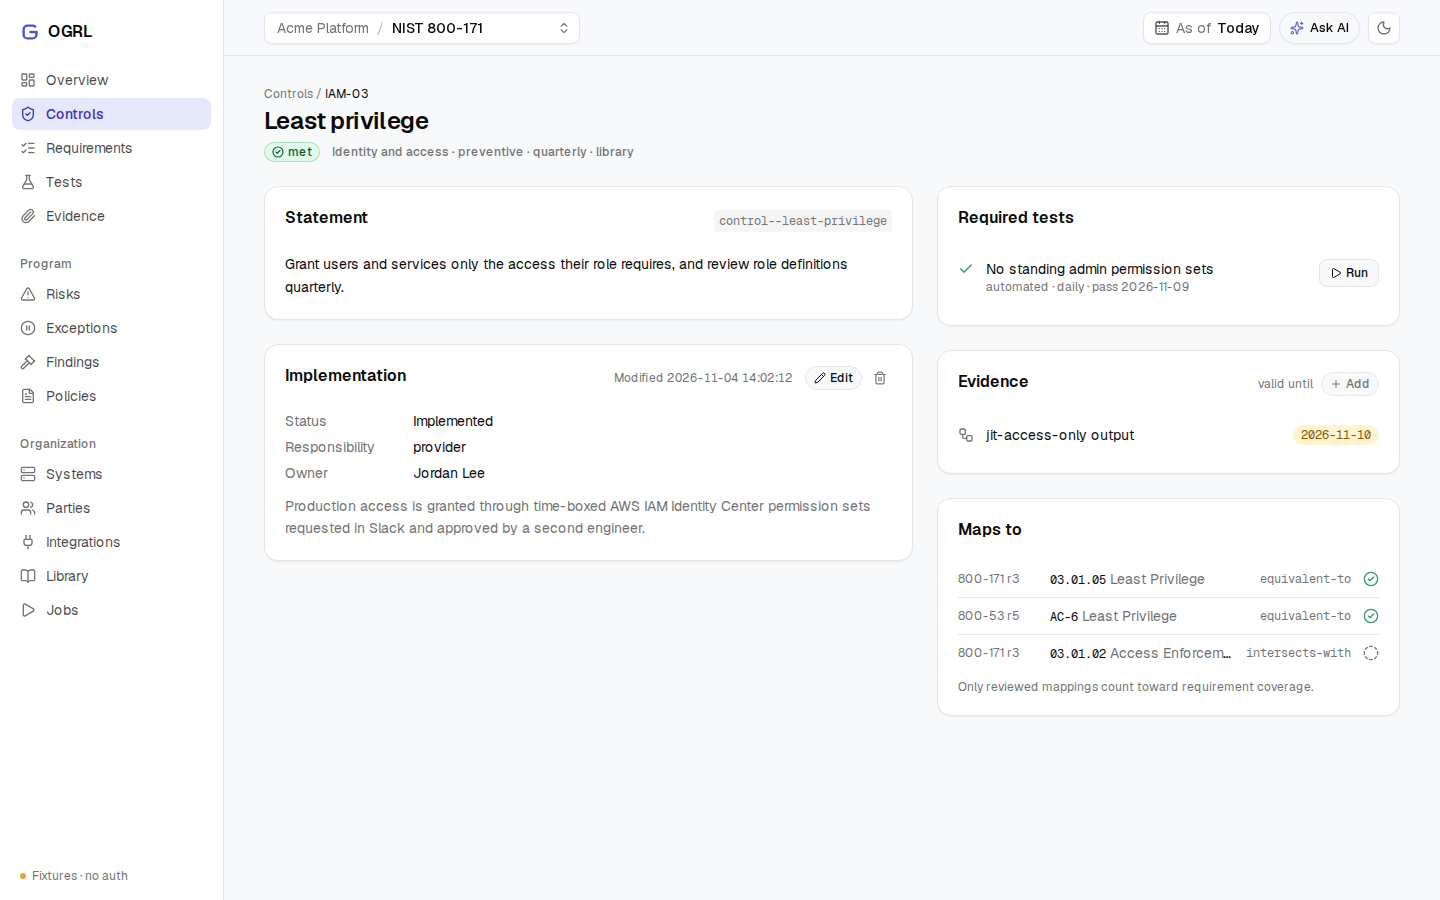 OGRL
Acme Platform / NIST 800-171
As of Today
Ask AI
Overview
Controls
Requirements
Tests
Evidence
Program
Risks
Exceptions
Findings
Policies
Organization
Systems
Parties
Integrations
Library
Jobs
Fixtures · no auth
Controls / IAM-03
Least privilege
met
Identity and access · preventive · quarterly · library
Statement
control--least-privilege
Grant users and services only the access their role requires, and review role definitions
quarterly.
Implementation
Modified 2026-11-04 14:02:12
Edit
Status Implemented
Responsibility provider
Owner Jordan Lee
Production access is granted through time-boxed AWS IAM Identity Center permission sets
requested in Slack and approved by a second engineer.
Required tests
No standing admin permission sets
automated · daily · pass 2026-11-09
Run
Evidence
valid until
Add
jit-access-only output
2026-11-10
Maps to
800-171 r3 03.01.05 Least Privilege equivalent-to
800-53 r5 AC-6 Least Privilege equivalent-to
800-171 r3 03.01.02 Access Enforcem… intersects-with
Only reviewed mappings count toward requirement coverage.